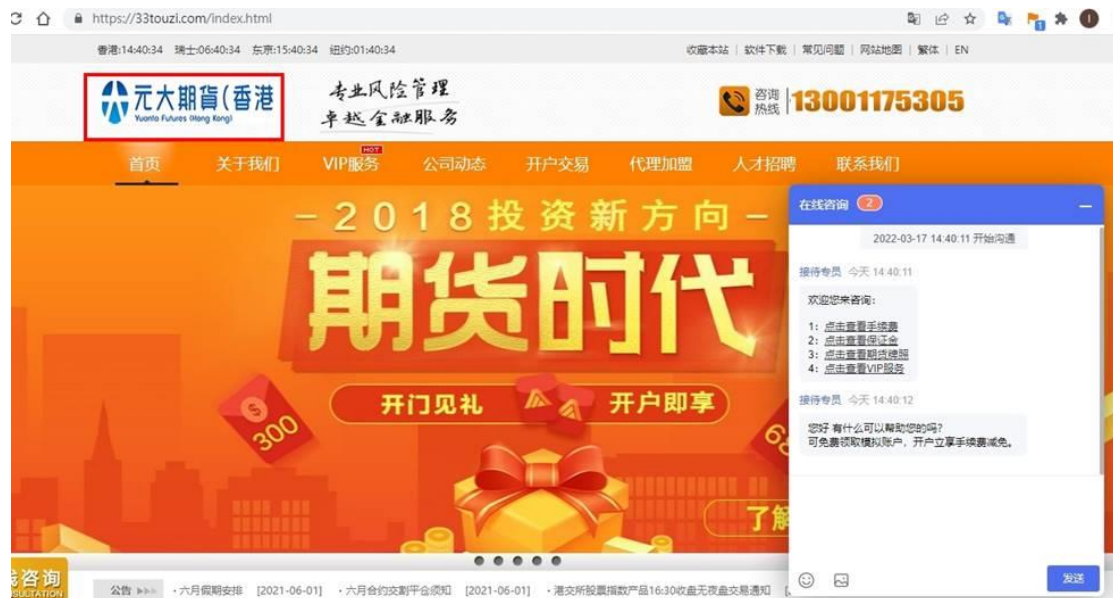 https://33touzi.com/index.html
香港:14:40:34 瑞士:06:40:34 东京:15:40:34 纽约:01:40:34 收藏本站 | 软件下载 | 常见问题 | 网站地图 | 繁体 | EN
元大期貨(香港
Yuanta Futures (Hong Kong)
专业风险管理
卓越金融服务
咨询热线 13001175305
首页 关于我们 VIP服务 HOT 公司动态 开户交易 代理加盟 人才招聘 联系我们
-2018投资新方向-
期货时代
开门见礼 开户即享
$
300
了解
在线咨询 2
2022-03-17 14:40:11 开始沟通
接待专员 今天 14:40:11
欢迎您来咨询:
1: 点击查看手续费
2: 点击查看保证金
3: 点击查看期货牌照
4: 点击查看VIP服务
接待专员 今天 14:40:12
您好 有什么可以帮助您的吗?
可免费领取模拟账户，开户立享手续费减免。
发送
咨询
公告 ·六月假期安排 [2021-06-01] ·六月合约交割平仓须知 [2021-06-01] ·港交所股票指数产品16:30收盘无夜盘交易通知